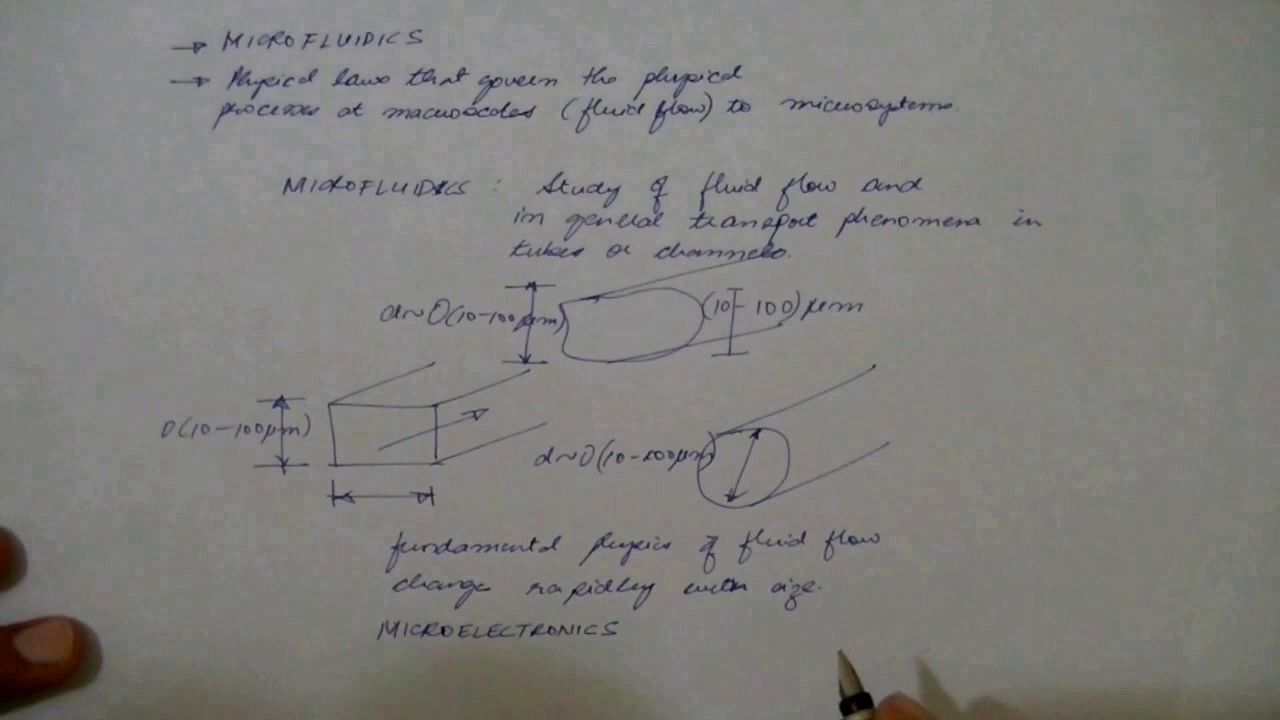 → MICROFLUIDICS
→ Physical laws that govern the physical
processes at macroscales (fluid flow) to microsystems
MICROFLUIDICS : Study of fluid flow and
in general transport phenomena in
tubes or channels.
d~O(10-100μm) (10-100)μm
O(10-100μm)
d~O(10-100μm)
fundamental physics of fluid flow
change rapidly with size.
MICROELECTRONICS